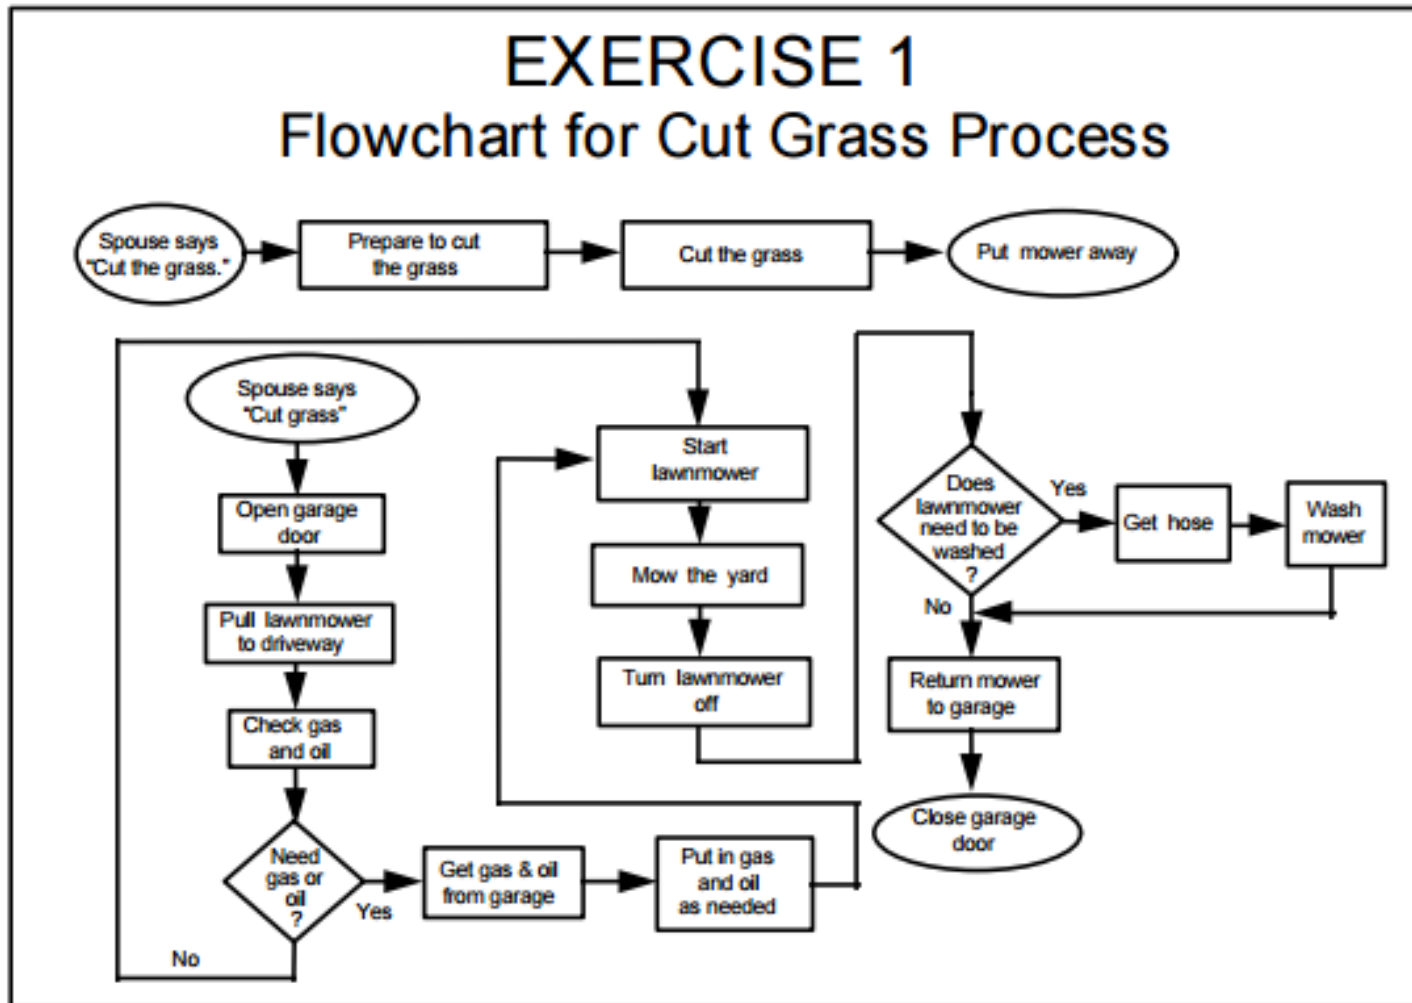 EXERCISE 1
Flowchart for Cut Grass Process
Spouse says
"Cut the grass."
Prepare to cut
the grass
Cut the grass
Put mower away
Spouse says
"Cut grass"
Open garage
door
Pull lawnmower
to driveway
Check gas
and oil
Need
gas or
oil
?
Yes
No
Get gas & oil
from garage
Put in gas
and oil
as needed
Start
lawnmower
Mow the yard
Turn lawnmower
off
Does
lawnmower
need to be
washed
?
Yes
No
Get hose
Wash
mower
Return mower
to garage
Close garage
door